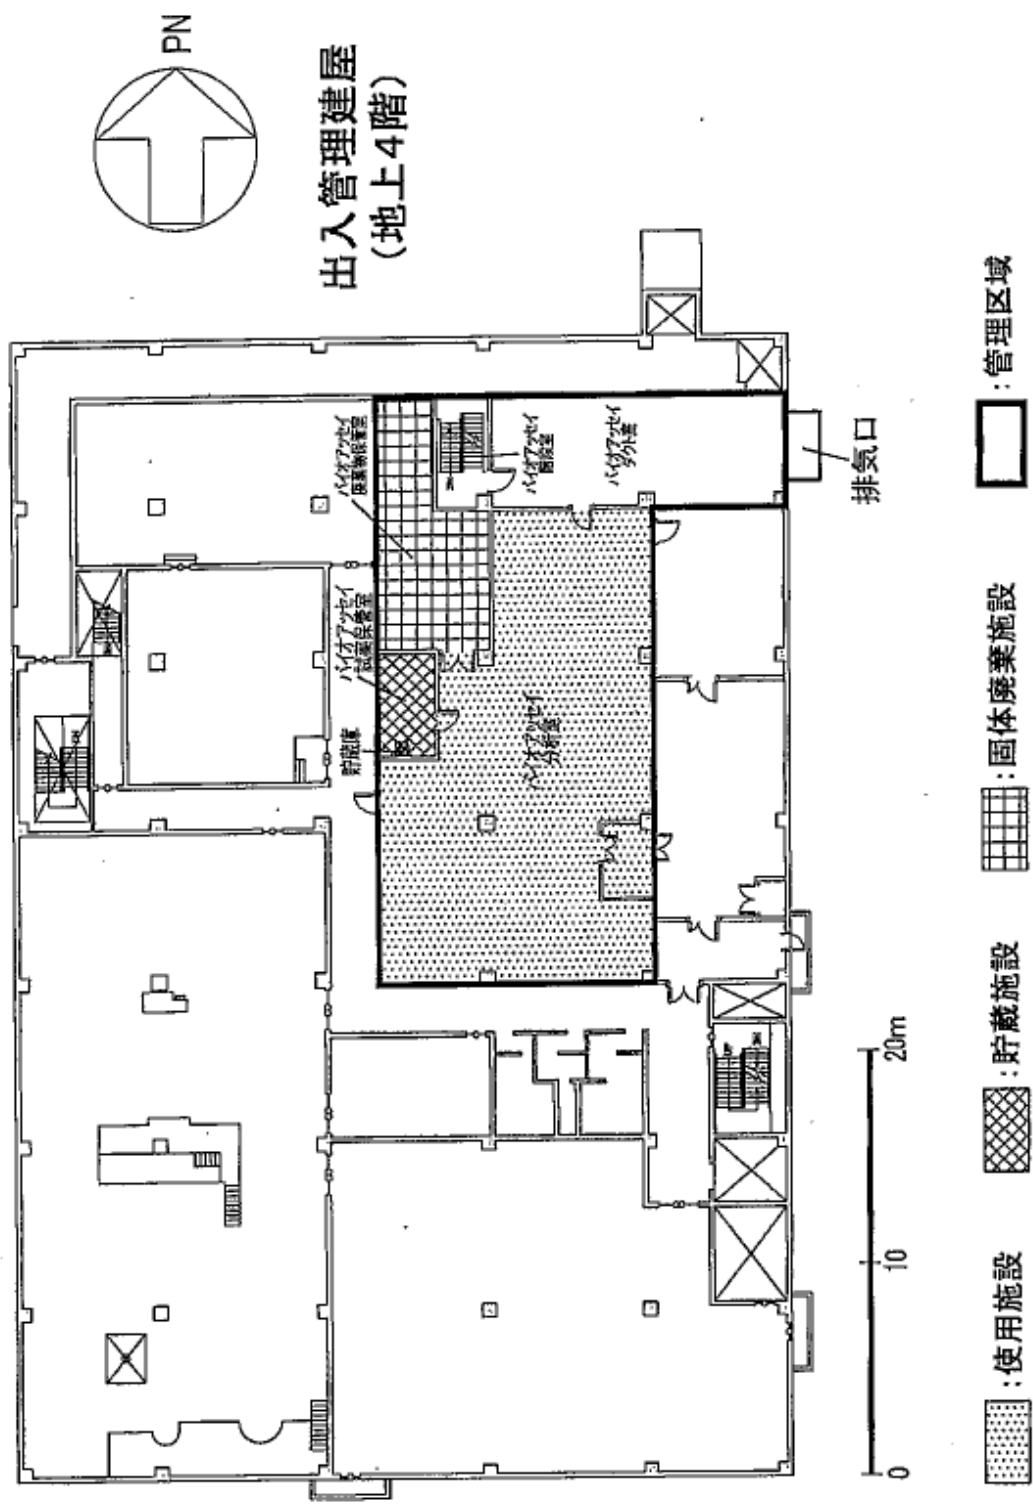 PN
出入管理建屋
(地上4階)
バイオアッセイ
廃棄物保管室
バイオアッセイ
階段室
バイオアッセイ
ダクト室
バイオアッセイ
試薬保管室
貯蔵庫
バイオアッセイ
分析室
排気口
0
10
20m
:使用施設
:貯蔵施設
:固体廃棄施設
:管理区域